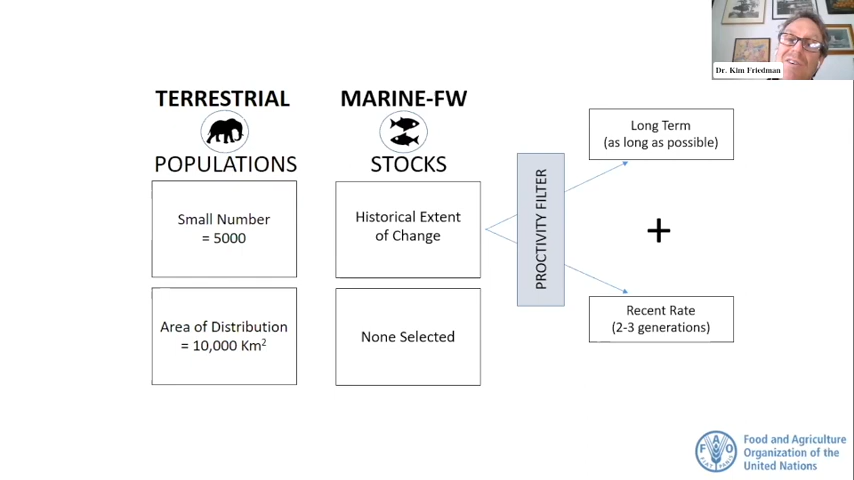 Dr. Kim Friedman
TERRESTRIAL
POPULATIONS
Small Number
= 5000
Area of Distribution
= 10,000 Km²
MARINE-FW
STOCKS
Historical Extent
of Change
None Selected
PROCTIVITY FILTER
Long Term
(as long as possible)
+
Recent Rate
(2-3 generations)
F A O
FIAT PANIS
Food and Agriculture
Organization of the
United Nations